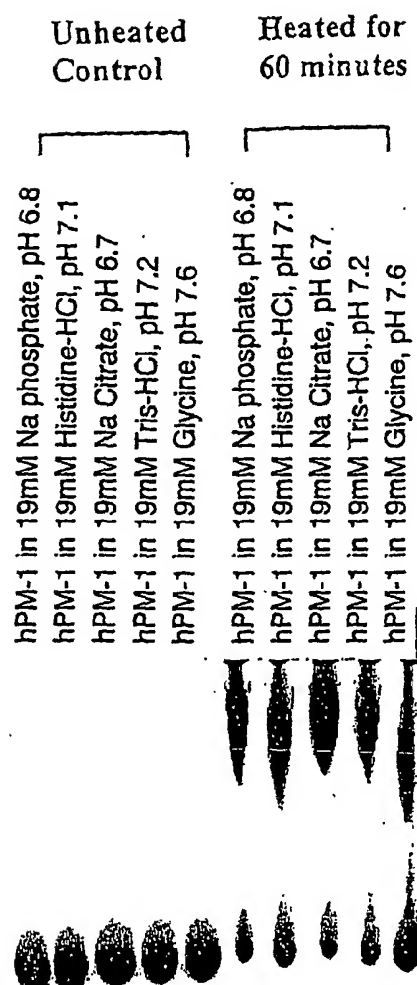 Unheated
Control
Heated for
60 minutes
hPM-1 in 19mM Na phosphate, pH 6.8
hPM-1 in 19mM Histidine-HCl, pH 7.1
hPM-1 in 19mM Na Citrate, pH 6.7
hPM-1 in 19mM Tris-HCl, pH 7.2
hPM-1 in 19mM Glycine, pH 7.6
hPM-1 in 19mM Na phosphate, pH 6.8
hPM-1 in 19mM Histidine-HCl, pH 7.1
hPM-1 in 19mM Na Citrate, pH 6.7
hPM-1 in 19mM Tris-HCl, pH 7.2
hPM-1 in 19mM Glycine, pH 7.6